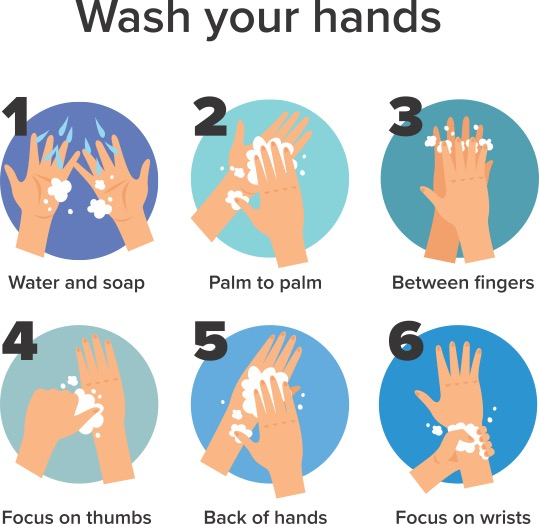 Wash your hands
1
2
3
Water and soap
Palm to palm
Between fingers
4
5
6
Focus on thumbs
Back of hands
Focus on wrists